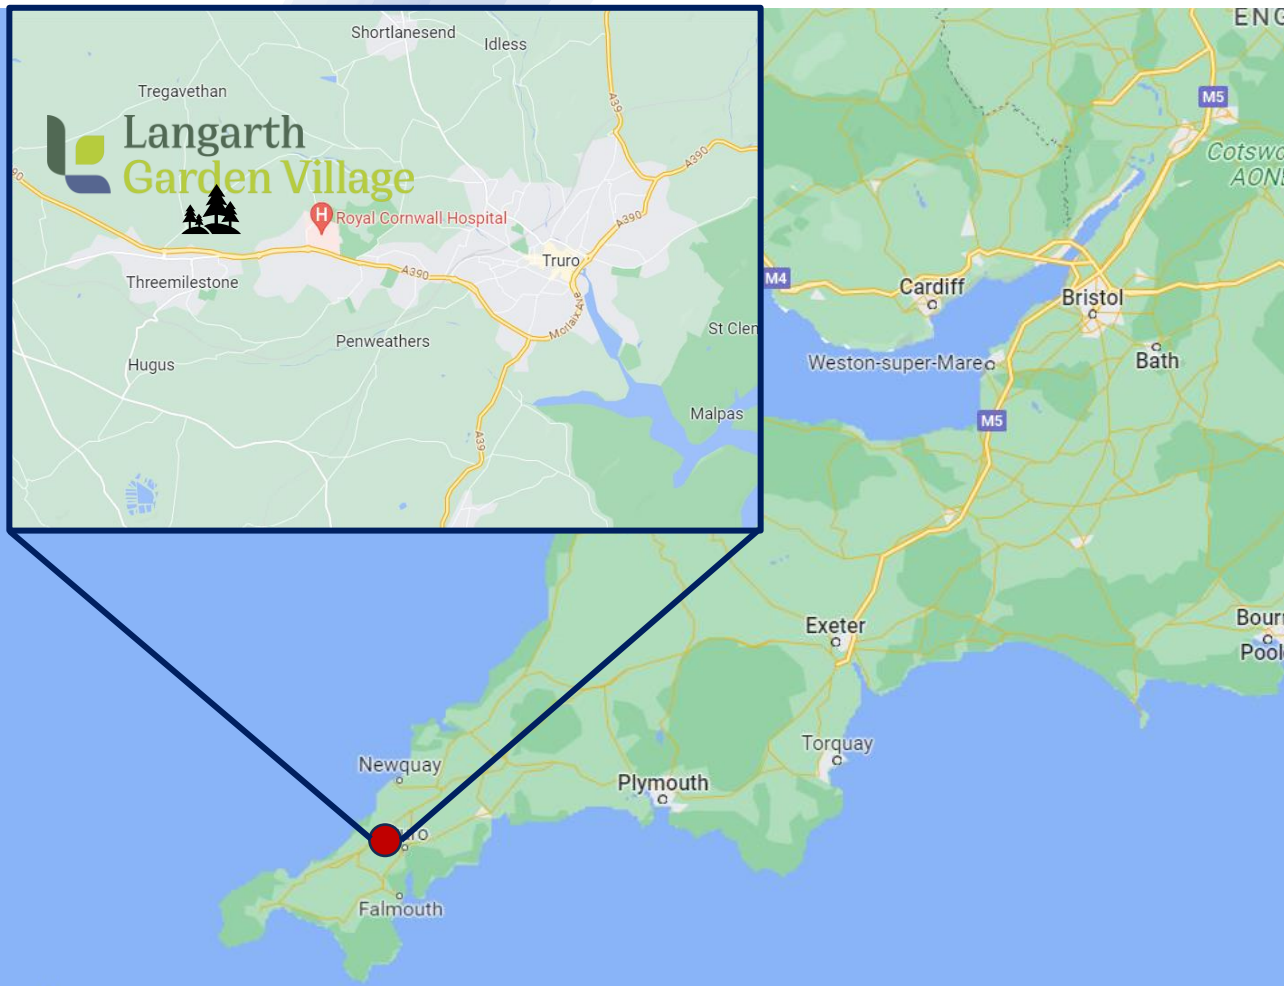 Shortlanesend
Idless
Tregavethan
Langarth
Garden Village
A39
A390
90
H
Royal Cornwall Hospital
A390
Truro
A390
Threemilestone
Morlaix Ave
St Clem
Penweathers
Hugus
Malpas
A39
ENG
M5
Cotswo
AONB
M4
Cardiff
Bristol
Weston-super-Mare
Bath
M5
Exeter
Bourn
Pool
Torquay
Newquay
Plymouth
uro
Falmouth